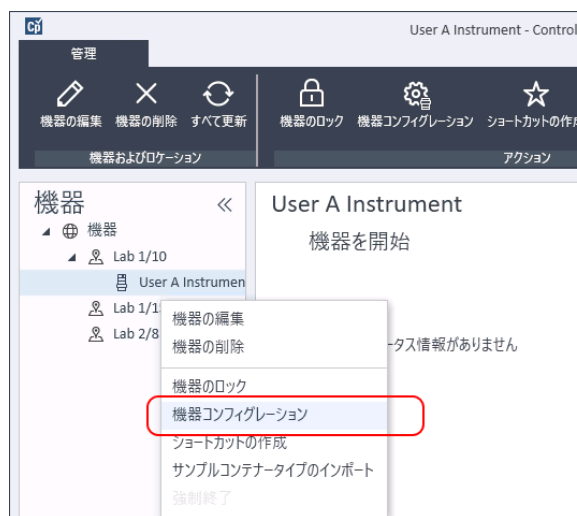 User A Instrument - Control
管理
機器の編集 機器の削除 すべて更新 機器のロック 機器コンフィグレーション ショートカットの作成
機器およびロケーション アクション
機器
User A Instrument
機器を開始
機器
Lab 1/10
User A Instrumen
Lab 1/1
Lab 2/8
機器の編集
機器の削除
ータス情報がありません
機器のロック
機器コンフィグレーション
ショートカットの作成
サンプルコンテナータイプのインポート
強制終了